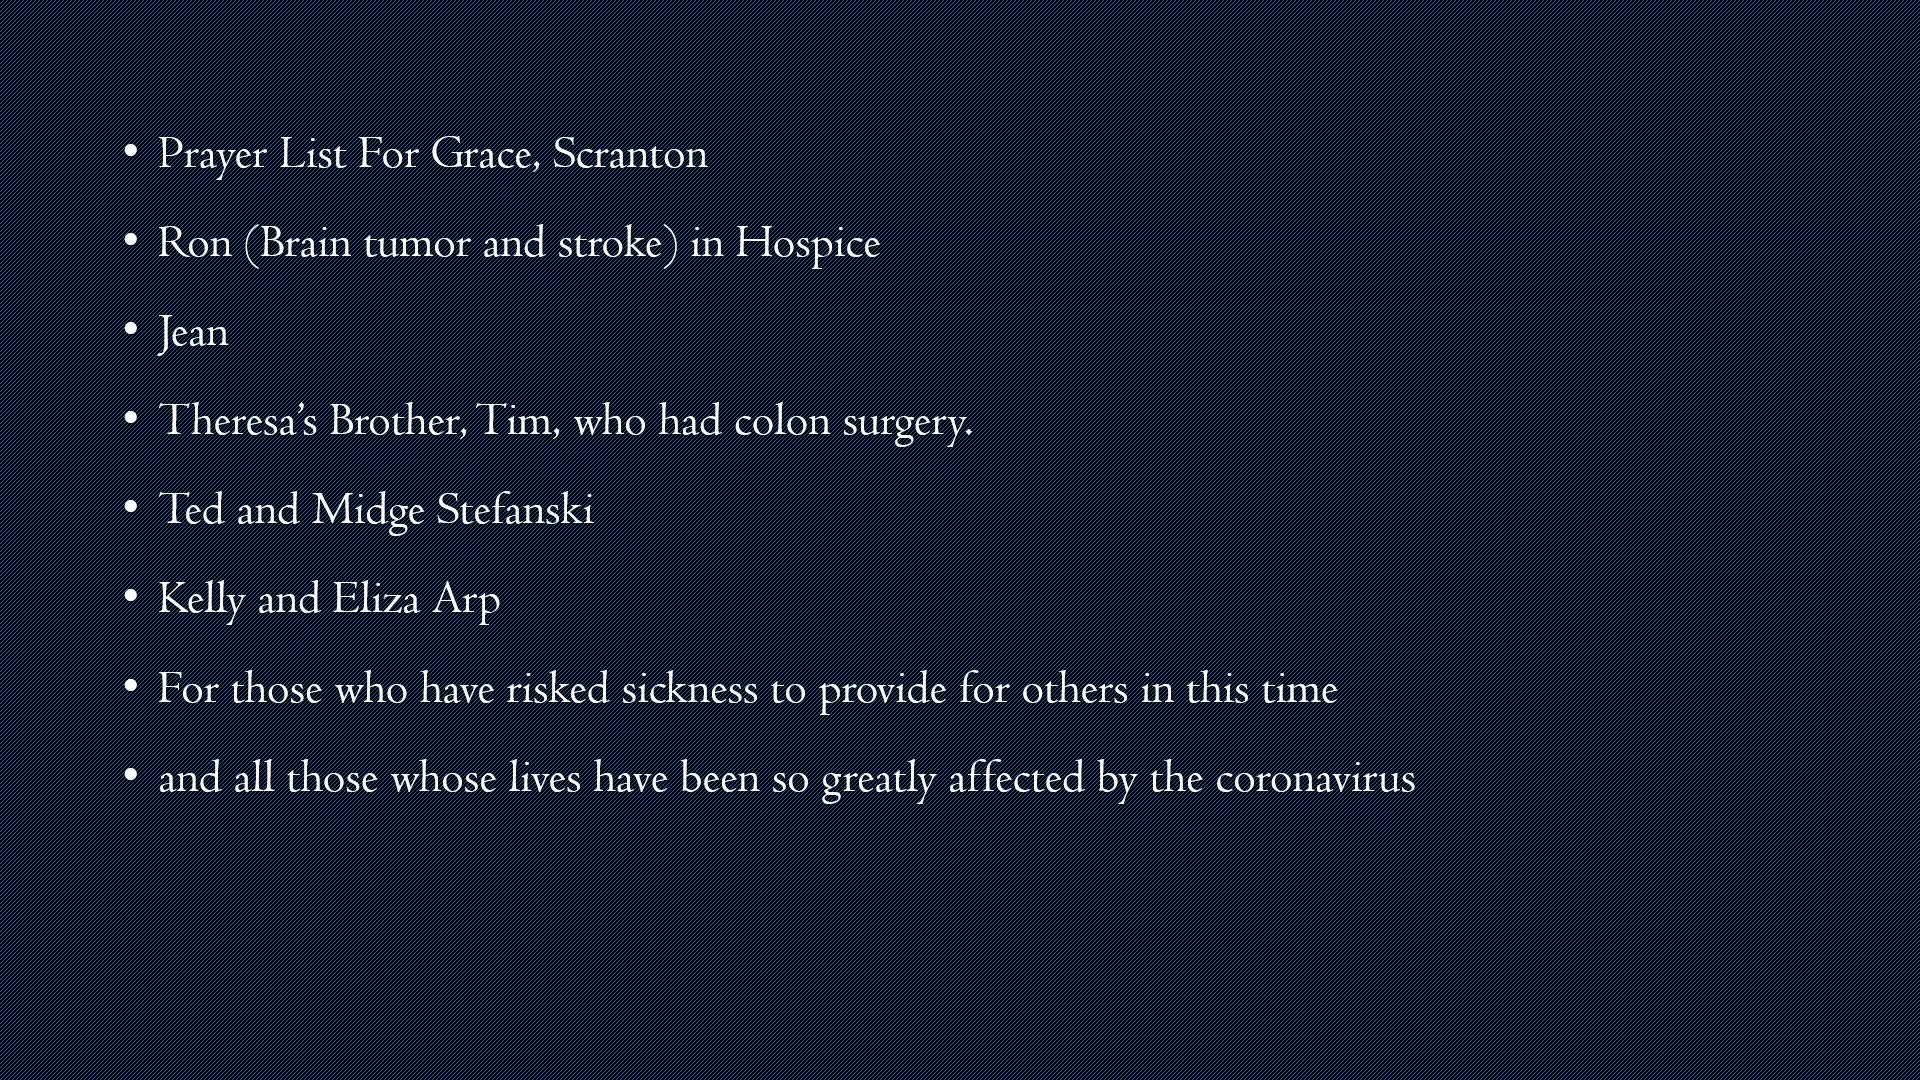 • Prayer List For Grace, Scranton
• Ron (Brain tumor and stroke) in Hospice
• Jean
• Theresa’s Brother, Tim, who had colon surgery.
• Ted and Midge Stefanski
• Kelly and Eliza Arp
• For those who have risked sickness to provide for others in this time
• and all those whose lives have been so greatly affected by the coronavirus